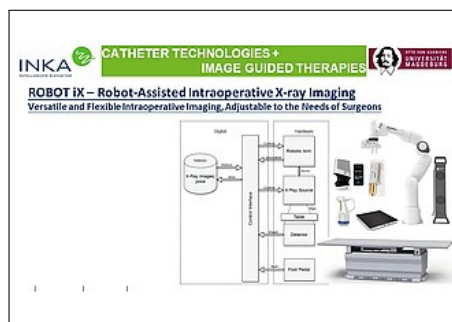 INKA
CATHETER TECHNOLOGIES +
IMAGE GUIDED THERAPIES
OTTO VON GUERICKE
UNIVERSITÄT
MAGDEBURG
ROBOT iX – Robot-Assisted Intraoperative X-ray Imaging
Versatile and Flexible Intraoperative Imaging, Adjustable to the Needs of Surgeons
Digital
Hardware
Robotic Arm
X-Ray Images
Control Interface
X-Ray Source
Table
Detector
Foot Pedal